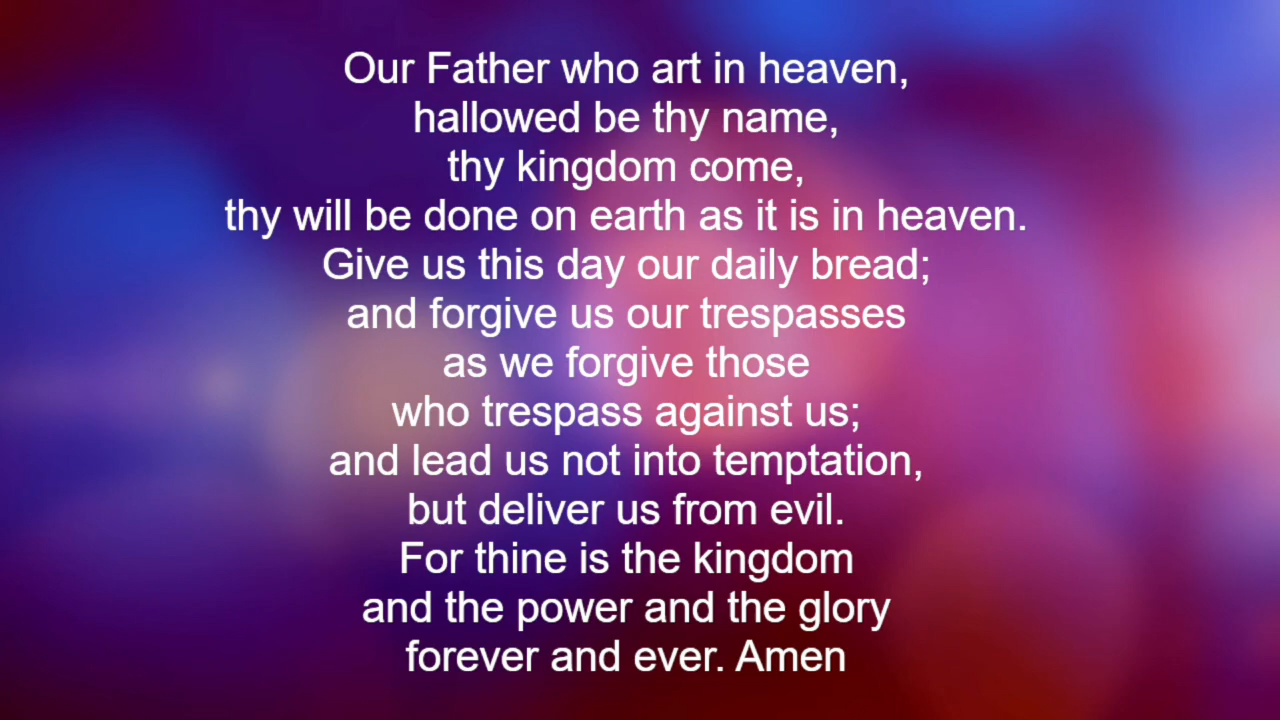 Our Father who art in heaven,
hallowed be thy name,
thy kingdom come,
thy will be done on earth as it is in heaven.
Give us this day our daily bread;
and forgive us our trespasses
as we forgive those
who trespass against us;
and lead us not into temptation,
but deliver us from evil.
For thine is the kingdom
and the power and the glory
forever and ever. Amen